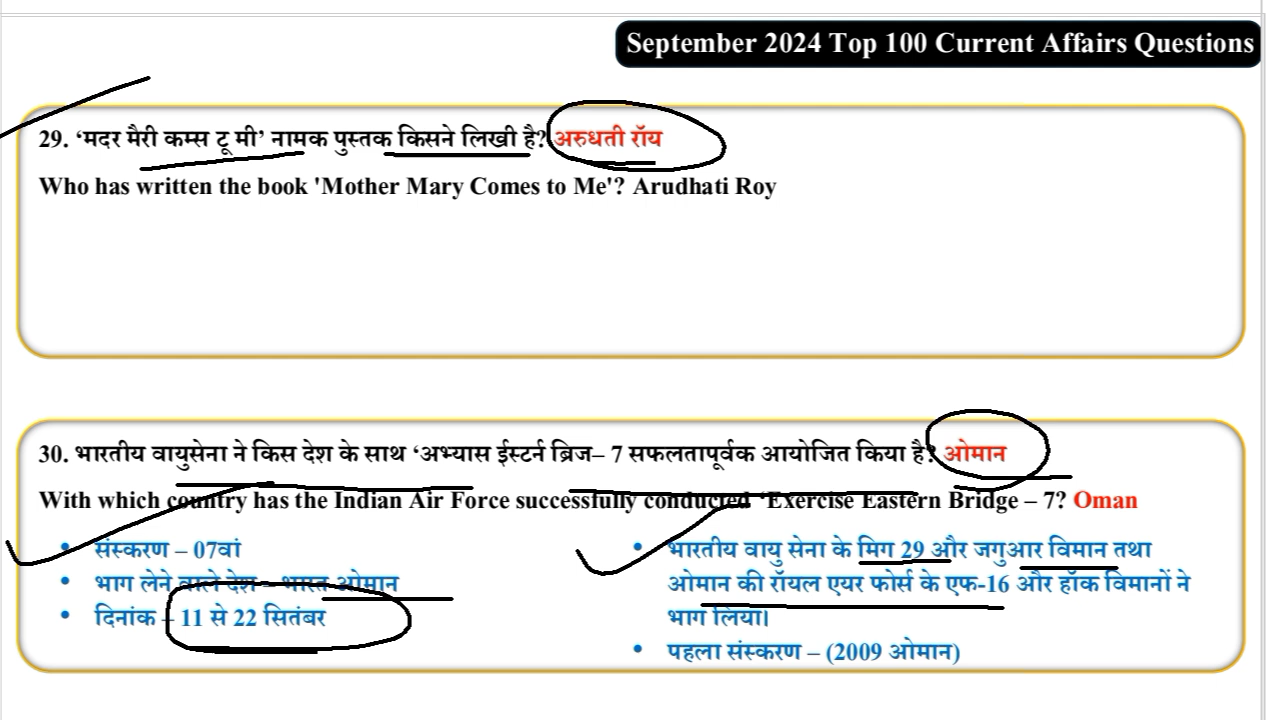 September 2024 Top 100 Current Affairs Questions
29. ‘मदर मैरी कम्स टू मी’ नामक पुस्तक किसने लिखी है? अरुधती रॉय
Who has written the book 'Mother Mary Comes to Me'? Arudhati Roy
30. भारतीय वायुसेना ने किस देश के साथ ‘अभ्यास ईस्टर्न ब्रिज– 7 सफलतापूर्वक आयोजित किया है? ओमान
With which country has the Indian Air Force successfully conducted ‘Exercise Eastern Bridge – 7? Oman
• संस्करण – 07वां
• भाग लेने वाले देश – भारत ओमान
• दिनांक – 11 से 22 सितंबर
• भारतीय वायु सेना के मिग 29 और जगुआर विमान तथा
ओमान की रॉयल एयर फोर्स के एफ-16 और हॉक विमानों ने
भाग लिया।
• पहला संस्करण – (2009 ओमान)